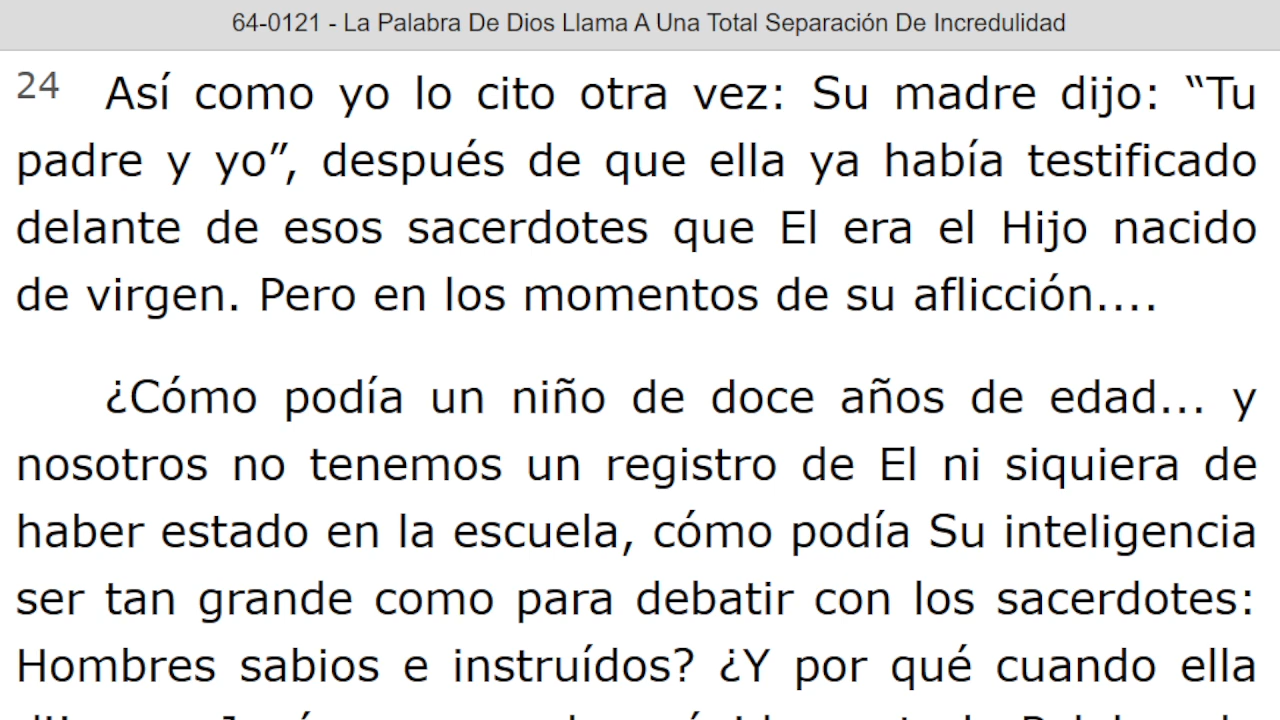 64-0121 - La Palabra De Dios Llama A Una Total Separación De Incredulidad
24 Así como yo lo cito otra vez: Su madre dijo: “Tu
padre y yo”, después de que ella ya había testificado
delante de esos sacerdotes que El era el Hijo nacido
de virgen. Pero en los momentos de su aflicción....
¿Cómo podía un niño de doce años de edad... y
nosotros no tenemos un registro de El ni siquiera de
haber estado en la escuela, cómo podía Su inteligencia
ser tan grande como para debatir con los sacerdotes:
Hombres sabios e instruídos? ¿Y por qué cuando ella